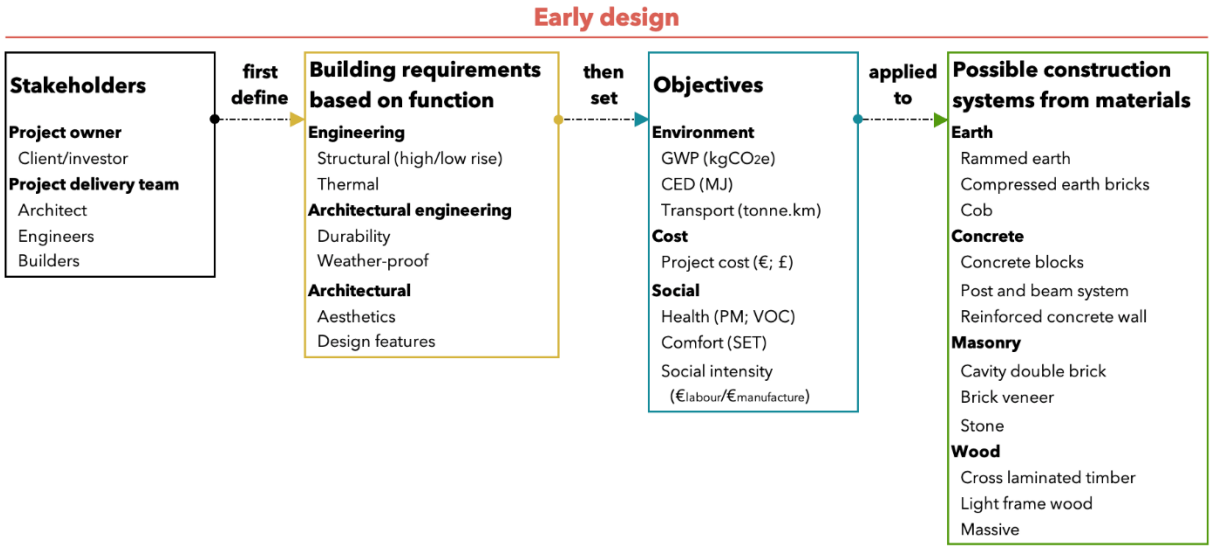 Early design
Stakeholders
Project owner
Client/investor
Project delivery team
Architect
Engineers
Builders
first
define
Building requirements
based on function
Engineering
Structural (high/low rise)
Thermal
Architectural engineering
Durability
Weather-proof
Architectural
Aesthetics
Design features
then
set
Objectives
Environment
GWP (kgCO2e)
CED (MJ)
Transport (tonne.km)
Cost
Project cost (€; £)
Social
Health (PM; VOC)
Comfort (SET)
Social intensity
(€labour/€manufacture)
applied
to
Possible construction
systems from materials
Earth
Rammed earth
Compressed earth bricks
Cob
Concrete
Concrete blocks
Post and beam system
Reinforced concrete wall
Masonry
Cavity double brick
Brick veneer
Stone
Wood
Cross laminated timber
Light frame wood
Massive